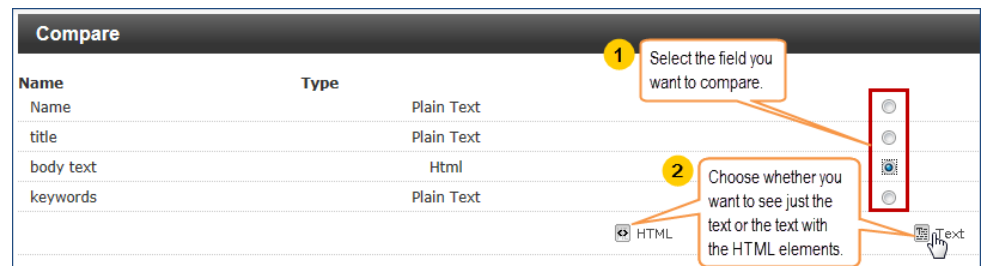 Compare
1
Select the field you
want to compare.
Name Type
Name Plain Text
title Plain Text
body text Html
keywords Plain Text
2
Choose whether you
want to see just the
text or the text with
the HTML elements.
HTML Text